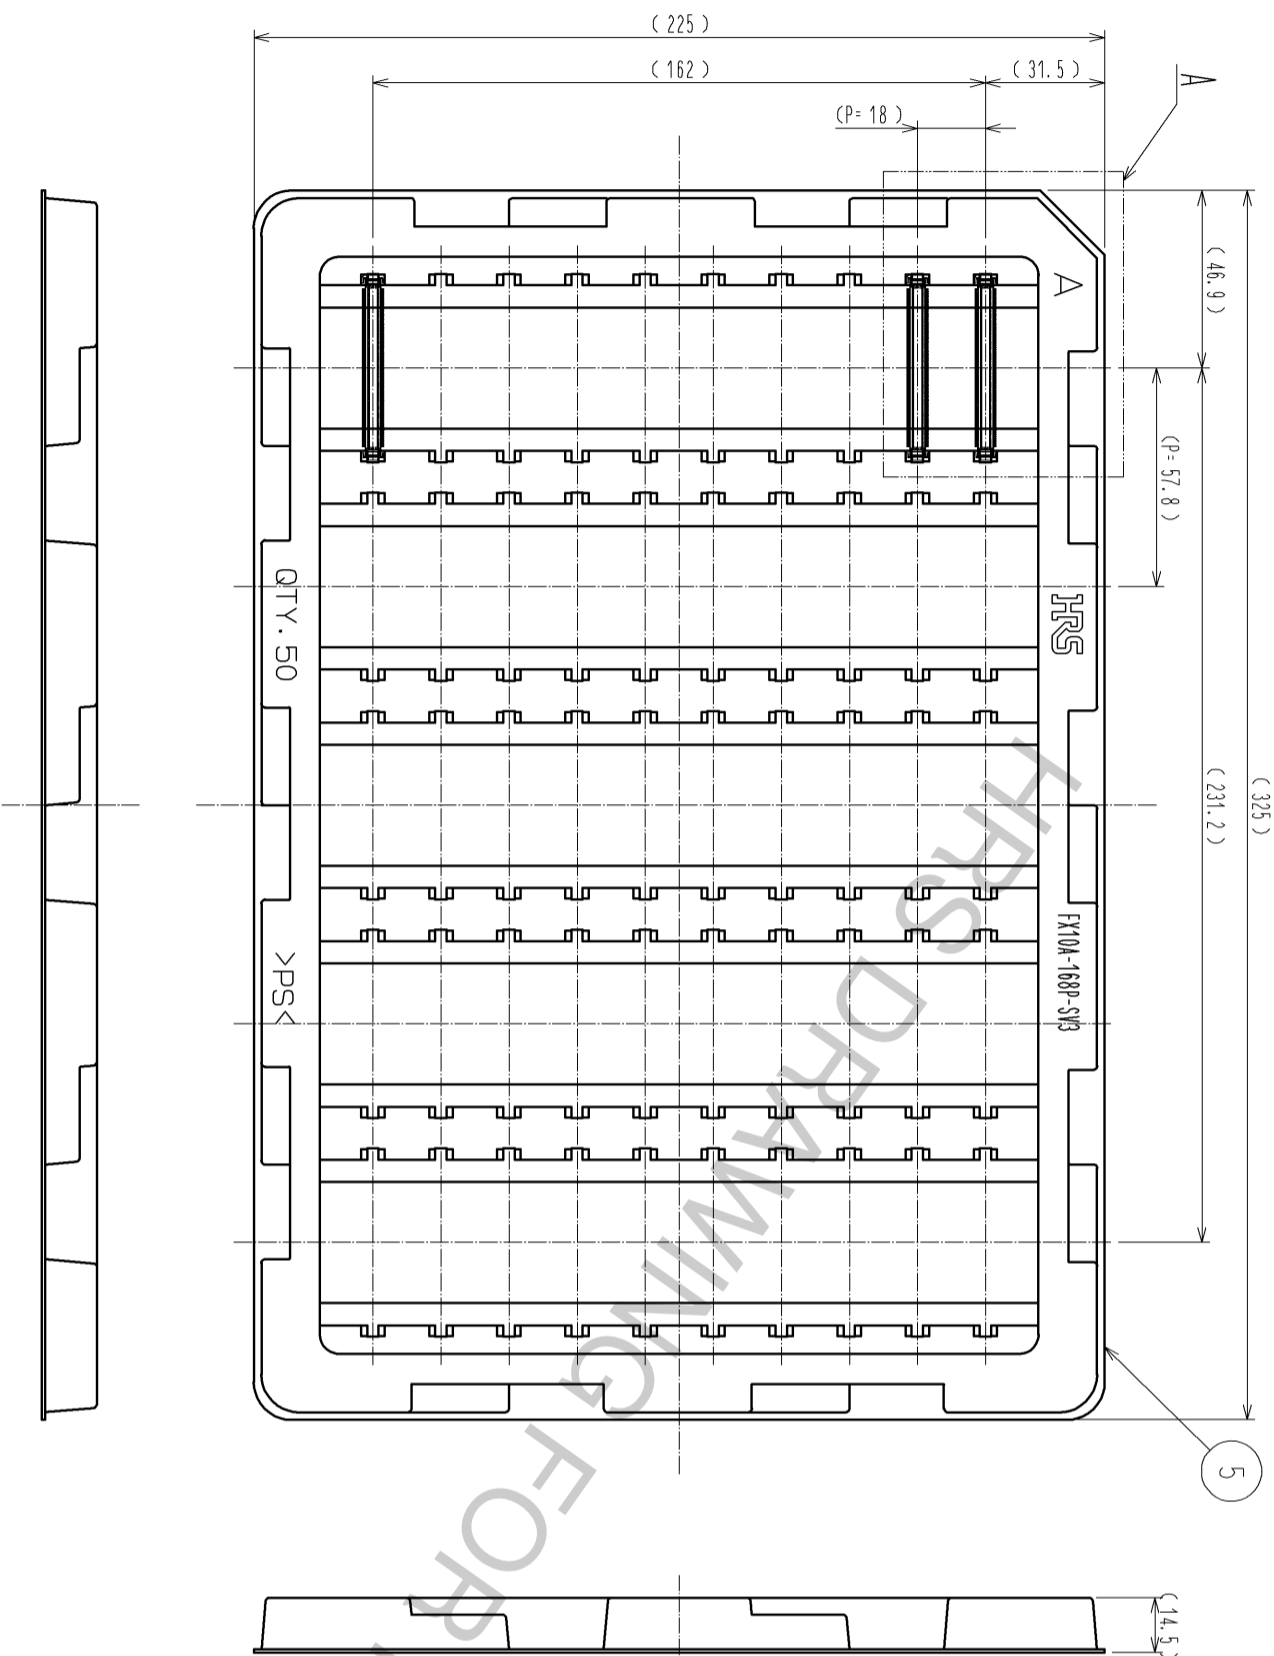 ( 225 )
( 162 )
( 31.5 )
(P= 18 )
A
( 46.9 )
A
(P= 57.8 )
( 231.2 )
( 325 )
HRS
QTY. 50
FX10A-168P-SV3
>PS<
5
( 14.5 )
HRS DRAWING FOR